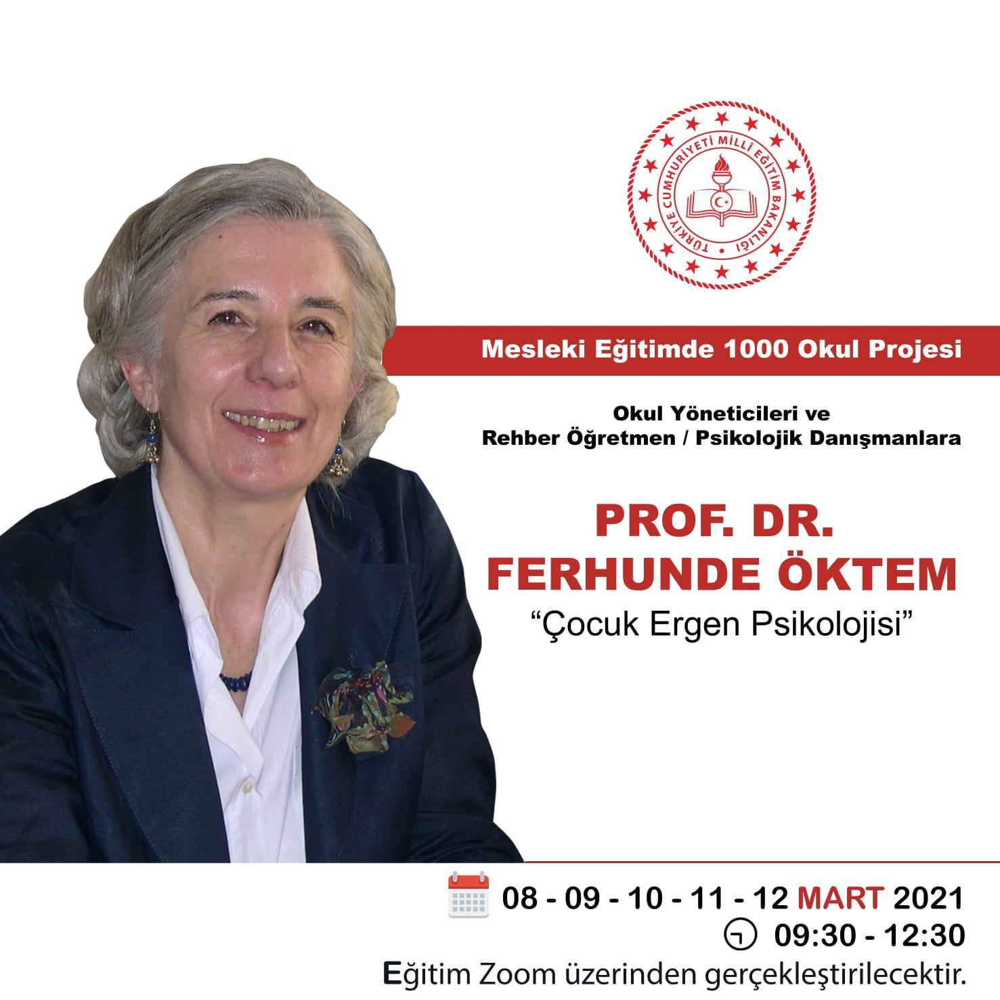 TÜRKİYE CUMHURİYETİ MİLLÎ EĞİTİM BAKANLIĞI
Mesleki Eğitimde 1000 Okul Projesi
Okul Yöneticileri ve
Rehber Öğretmen / Psikolojik Danışmanlara
PROF. DR.
FERHUNDE ÖKTEM
“Çocuk Ergen Psikolojisi”
08 - 09 - 10 - 11 - 12 MART 2021
09:30 - 12:30
Eğitim Zoom üzerinden gerçekleştirilecektir.